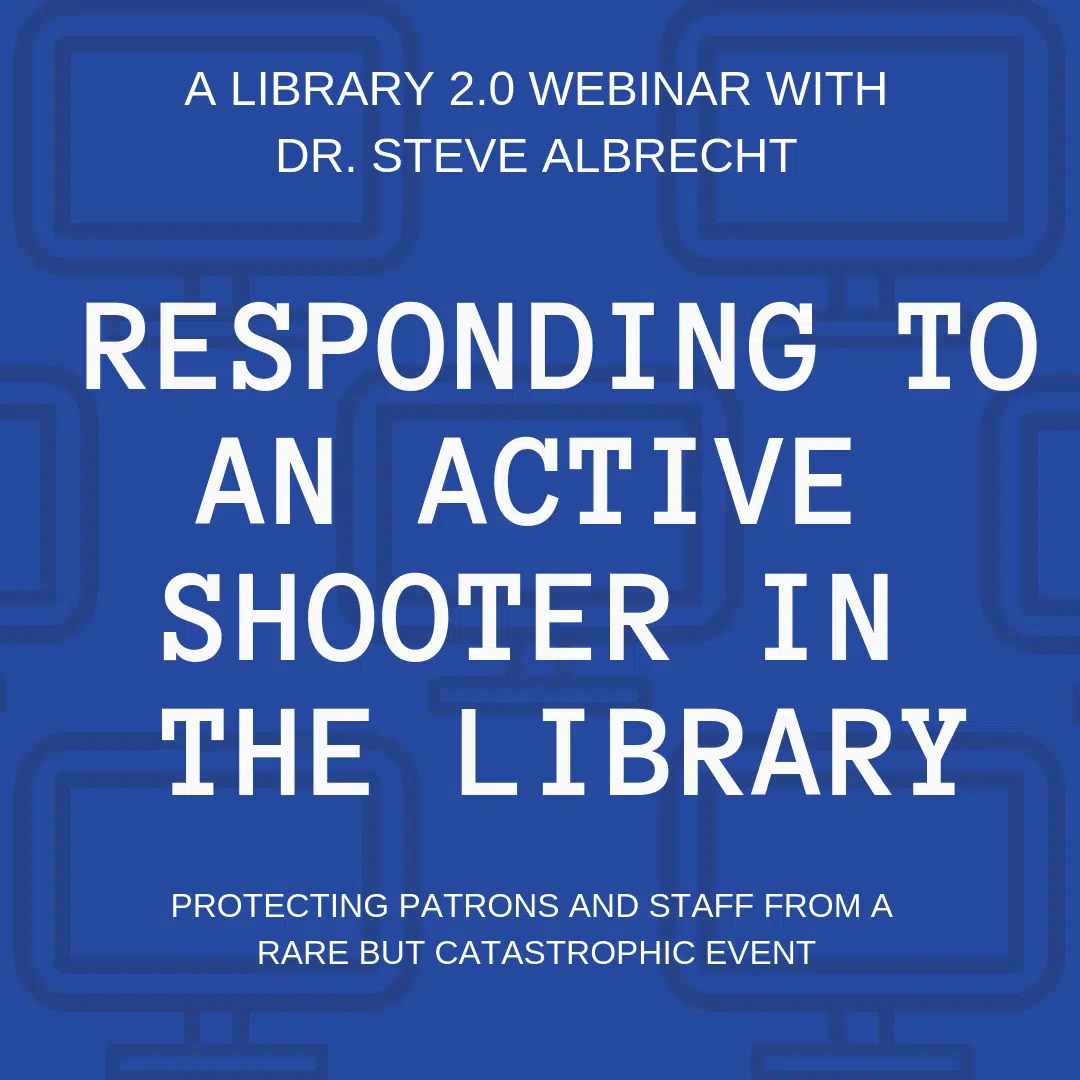 A LIBRARY 2.0 WEBINAR WITH
DR. STEVE ALBRECHT
RESPONDING TO
AN ACTIVE
SHOOTER IN
THE LIBRARY
PROTECTING PATRONS AND STAFF FROM A
RARE BUT CATASTROPHIC EVENT